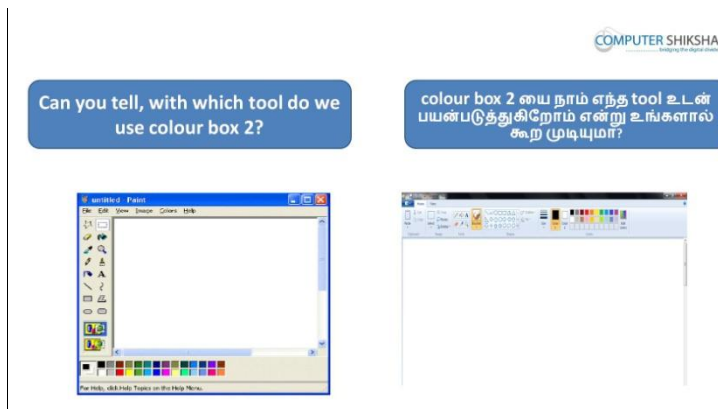 COMPUTER SHIKSHA
Can you tell, with which tool do we
use colour box 2?
colour box 2 யை நாம் எந்த tool உடன்
பயன்படுத்துகிறோம் என்று உங்களால்
கூற முடியுமா?
untitled - Paint
File Edit View Image Colors Help
For Help, click Help Topics on the Help Menu.